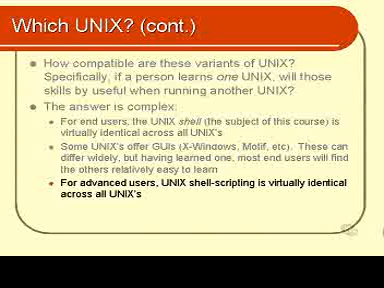 Which UNIX? (cont.)
How compatible are these variants of UNIX?
Specifically, if a person learns one UNIX, will those
skills by useful when running another UNIX?
The answer is complex:
For end users, the UNIX shell (the subject of this course) is
virtually identical across all UNIX's
Some UNIX's offer GUIs (X-Windows, Motif, etc). These can
differ widely, but having learned one, most end users will find
the others relatively easy to learn
For advanced users, UNIX shell-scripting is virtually identical
across all UNIX's